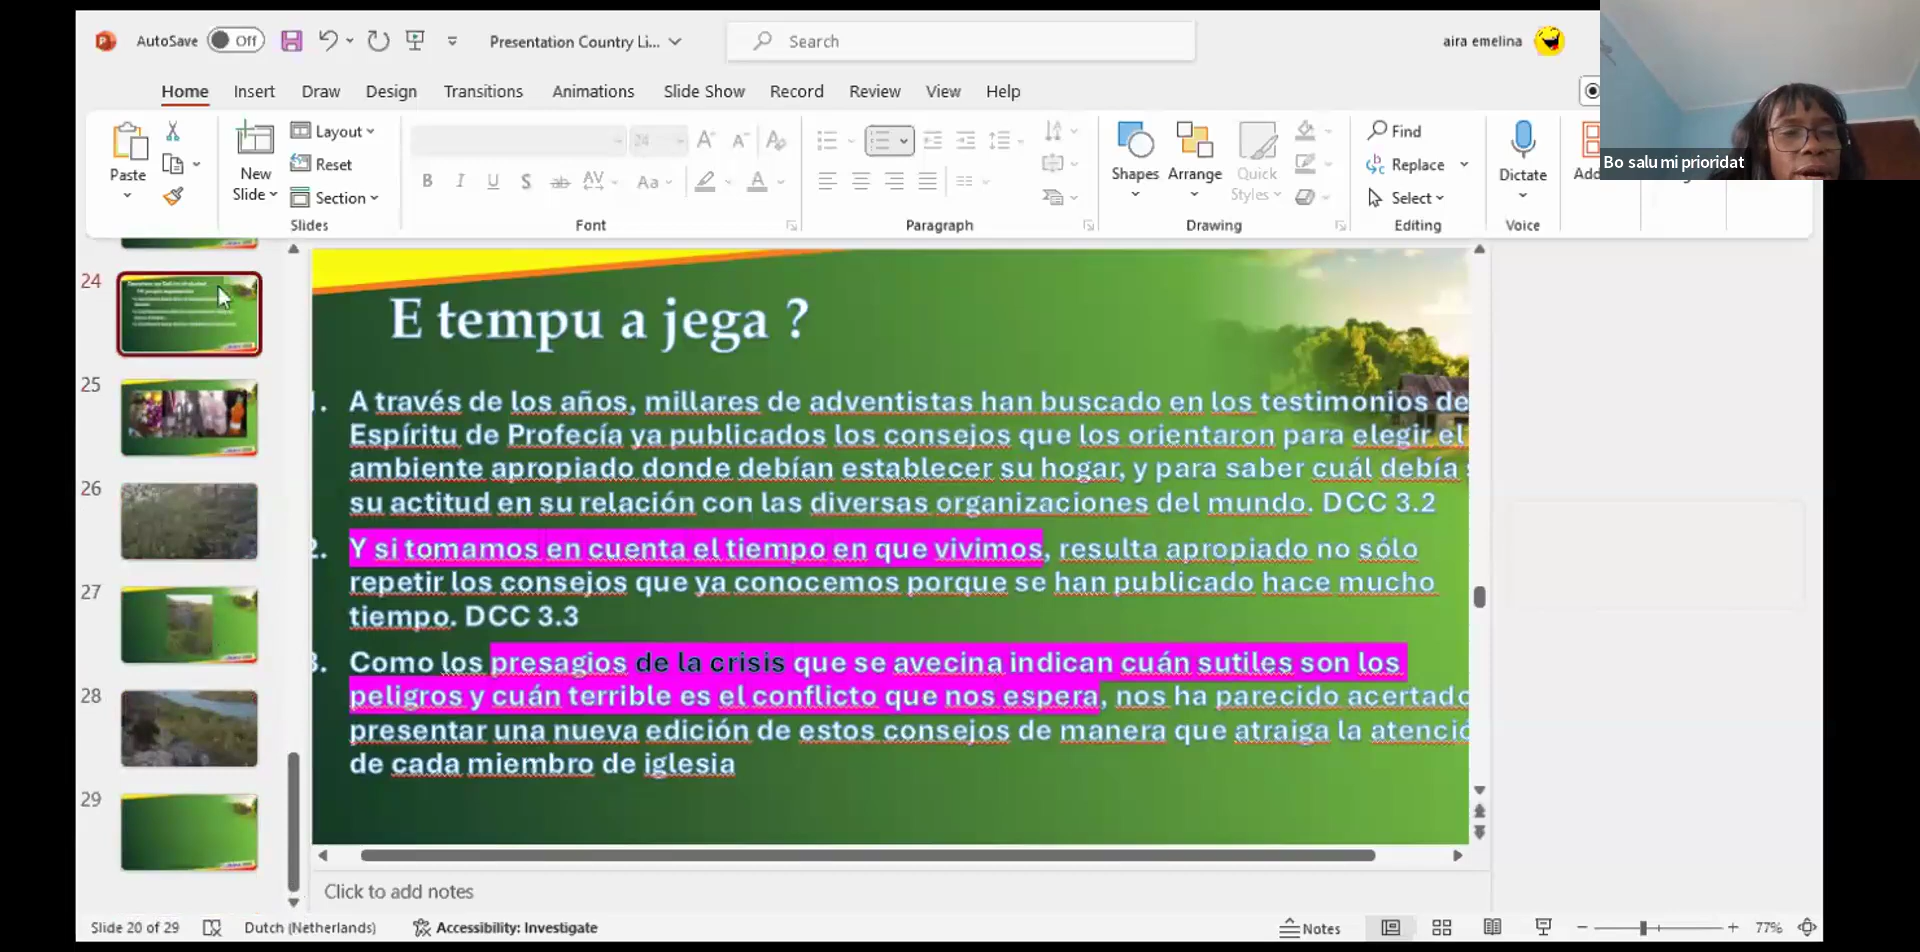 AutoSave Off Presentation Country Li... Search aira emelina
Home Insert Draw Design Transitions Animations Slide Show Record Review View Help
Paste
New Slide
Layout
Reset
Section
Slides
24
B I U S ab AV Aa A
Font
Paragraph
Shapes Arrange Quick Styles
Drawing
Find
Replace
Select
Editing
Dictate
Voice
Bo salu mi prioridat
24
25
26
27
28
29
E tempu a jega ?
1. A través de los años, millares de adventistas han buscado en los testimonios de
Espíritu de Profecía ya publicados los consejos que los orientaron para elegir el
ambiente apropiado donde debían establecer su hogar, y para saber cuál debía
su actitud en su relación con las diversas organizaciones del mundo. DCC 3.2
2. Y si tomamos en cuenta el tiempo en que vivimos, resulta apropiado no sólo
repetir los consejos que ya conocemos porque se han publicado hace mucho
tiempo. DCC 3.3
3. Como los presagios de la crisis que se avecina indican cuán sutiles son los
peligros y cuán terrible es el conflicto que nos espera, nos ha parecido acertado
presentar una nueva edición de estos consejos de manera que atraiga la atenció
de cada miembro de iglesia
Click to add notes
Slide 20 of 29 Dutch (Netherlands) Accessibility: Investigate Notes 77%